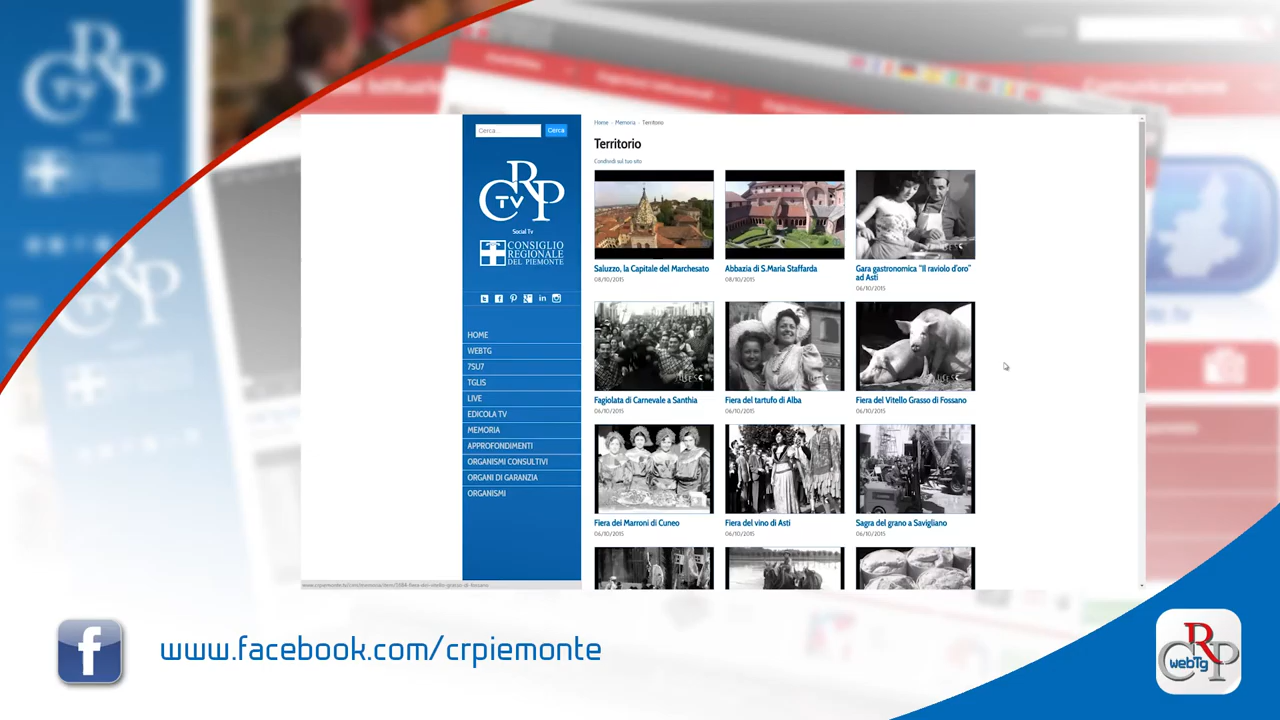 Cerca...
Cerca
CRP
TV
Social Tv
CONSIGLIO
REGIONALE
DEL PIEMONTE
HOME
WEBTG
7SU7
TGLIS
LIVE
EDICOLA TV
MEMORIA
APPROFONDIMENTI
ORGANISMI CONSULTIVI
ORGANI DI GARANZIA
ORGANISMI
Home - Memoria - Territorio
Territorio
Condividi sul tuo sito
Saluzzo, la Capitale del Marchesato
08/10/2015
Abbazia di S.Maria Staffarda
08/10/2015
Gara gastronomica "Il raviolo d'oro"
ad Asti
06/10/2015
Fagiolata di Carnevale a Santhia
06/10/2015
Fiera del tartufo di Alba
06/10/2015
Fiera del Vitello Grasso di Fossano
06/10/2015
Fiera dei Marroni di Cuneo
06/10/2015
Fiera del vino di Asti
06/10/2015
Sagra del grano a Savigliano
06/10/2015
www.facebook.com/crpiemonte
CRP
webTg